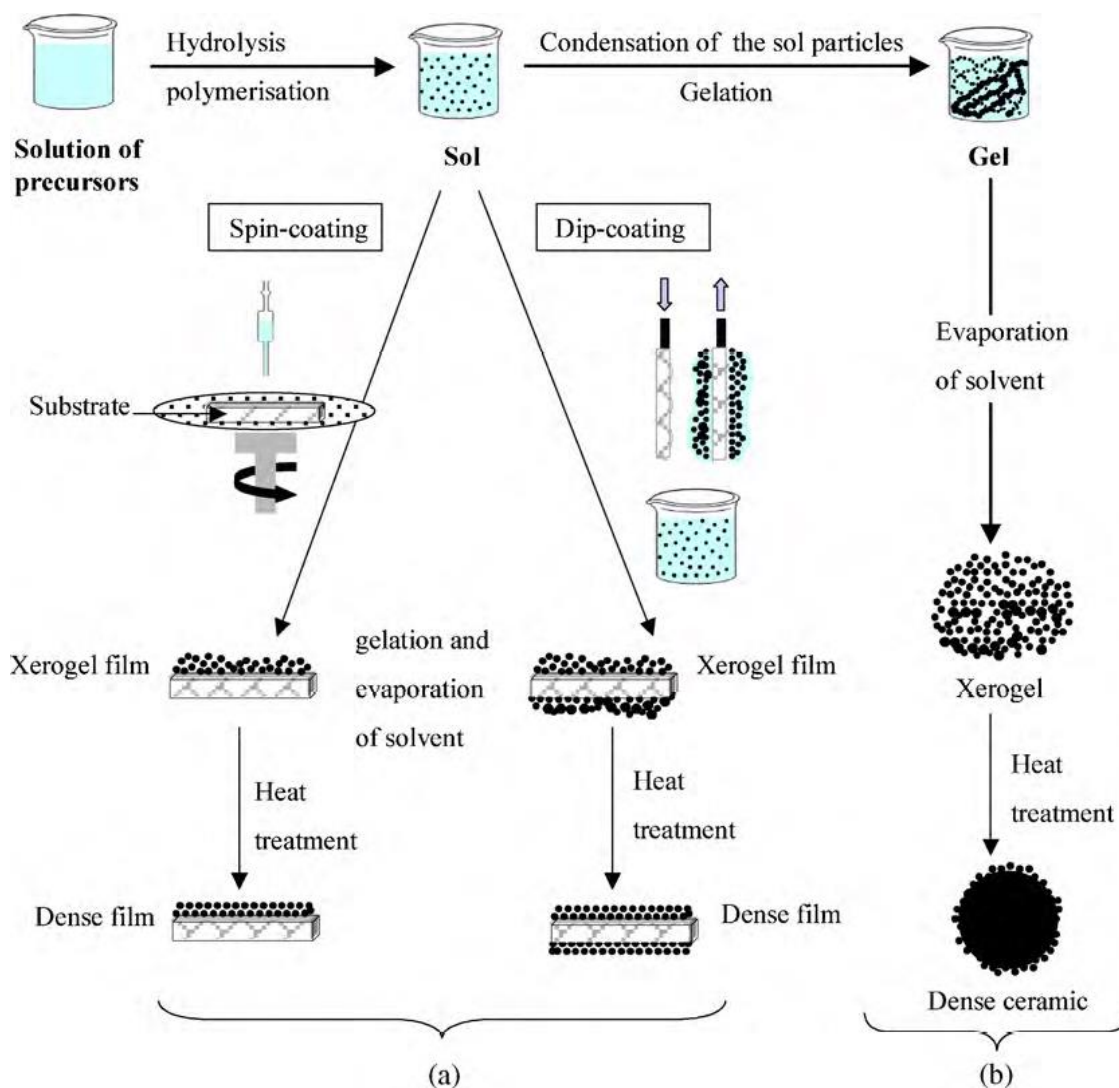 Hydrolysis
polymerisation
Condensation of the sol particles
Gelation
Solution of
precursors
Sol
Gel
Spin-coating
Dip-coating
Substrate
Evaporation
of solvent
Xerogel film
gelation and
evaporation
of solvent
Xerogel film
Xerogel
Heat
treatment
Heat
treatment
Heat
treatment
Dense film
Dense film
Dense ceramic
(a)
(b)